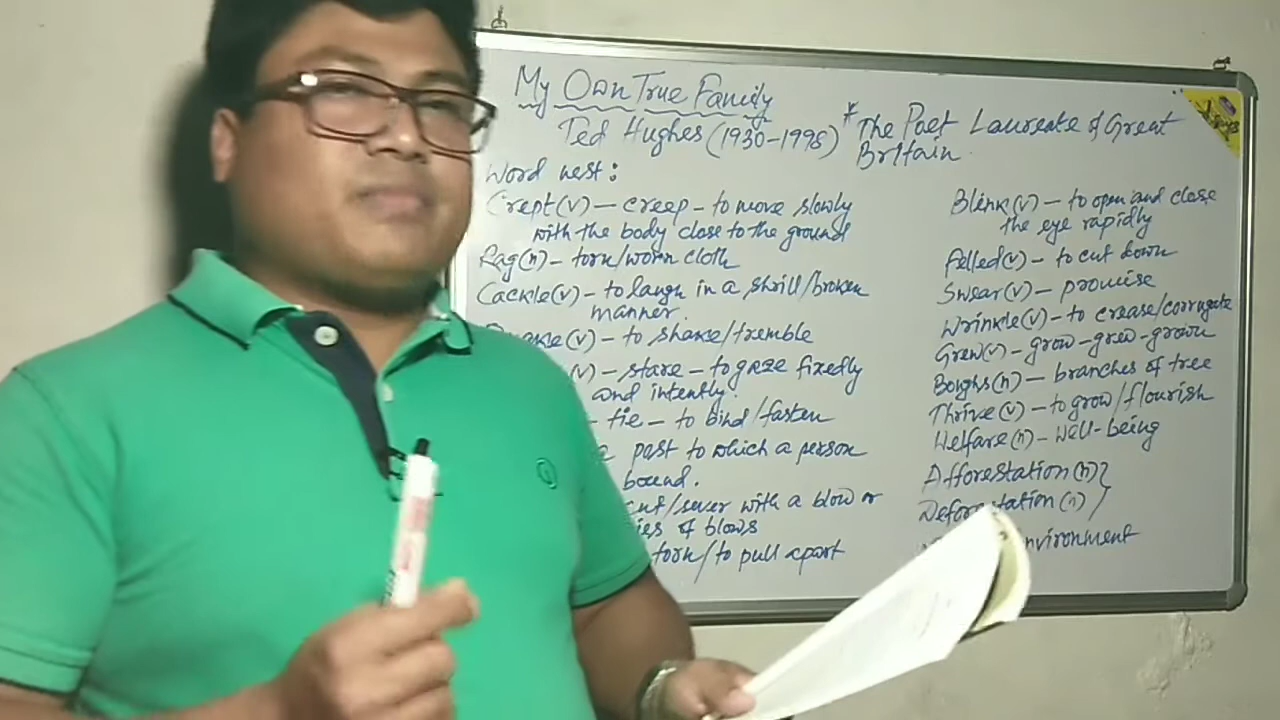 My Own True Family
Ted Hughes (1930-1998) * The Poet Laureate of Great
Britain.
Word nest:
Crept(v) — creep - to move slowly
with the body close to the ground
Rag(n) - torn/worn cloth
Cackle(v) - to laugh in a shrill/broken
manner.
(v) - to shake/tremble
(v) - stare - to gaze fixedly
and intently.
- tie - to bind/fasten
post to which a person
bound.
cut/sever with a blow or
of blows
torn/to pull apart
Blink(v) - to open and close
the eye rapidly
Felled(v) - to cut down
Swear(v) - promise
Wrinkle(v) - to crease/corrugate
Grew(v) - grow-grew-grown
Boughs(n) - branches of tree
Thrive(v) - to grow/flourish
Welfare(n) - Well-being
Afforestation(n) }
Deforestation(n)